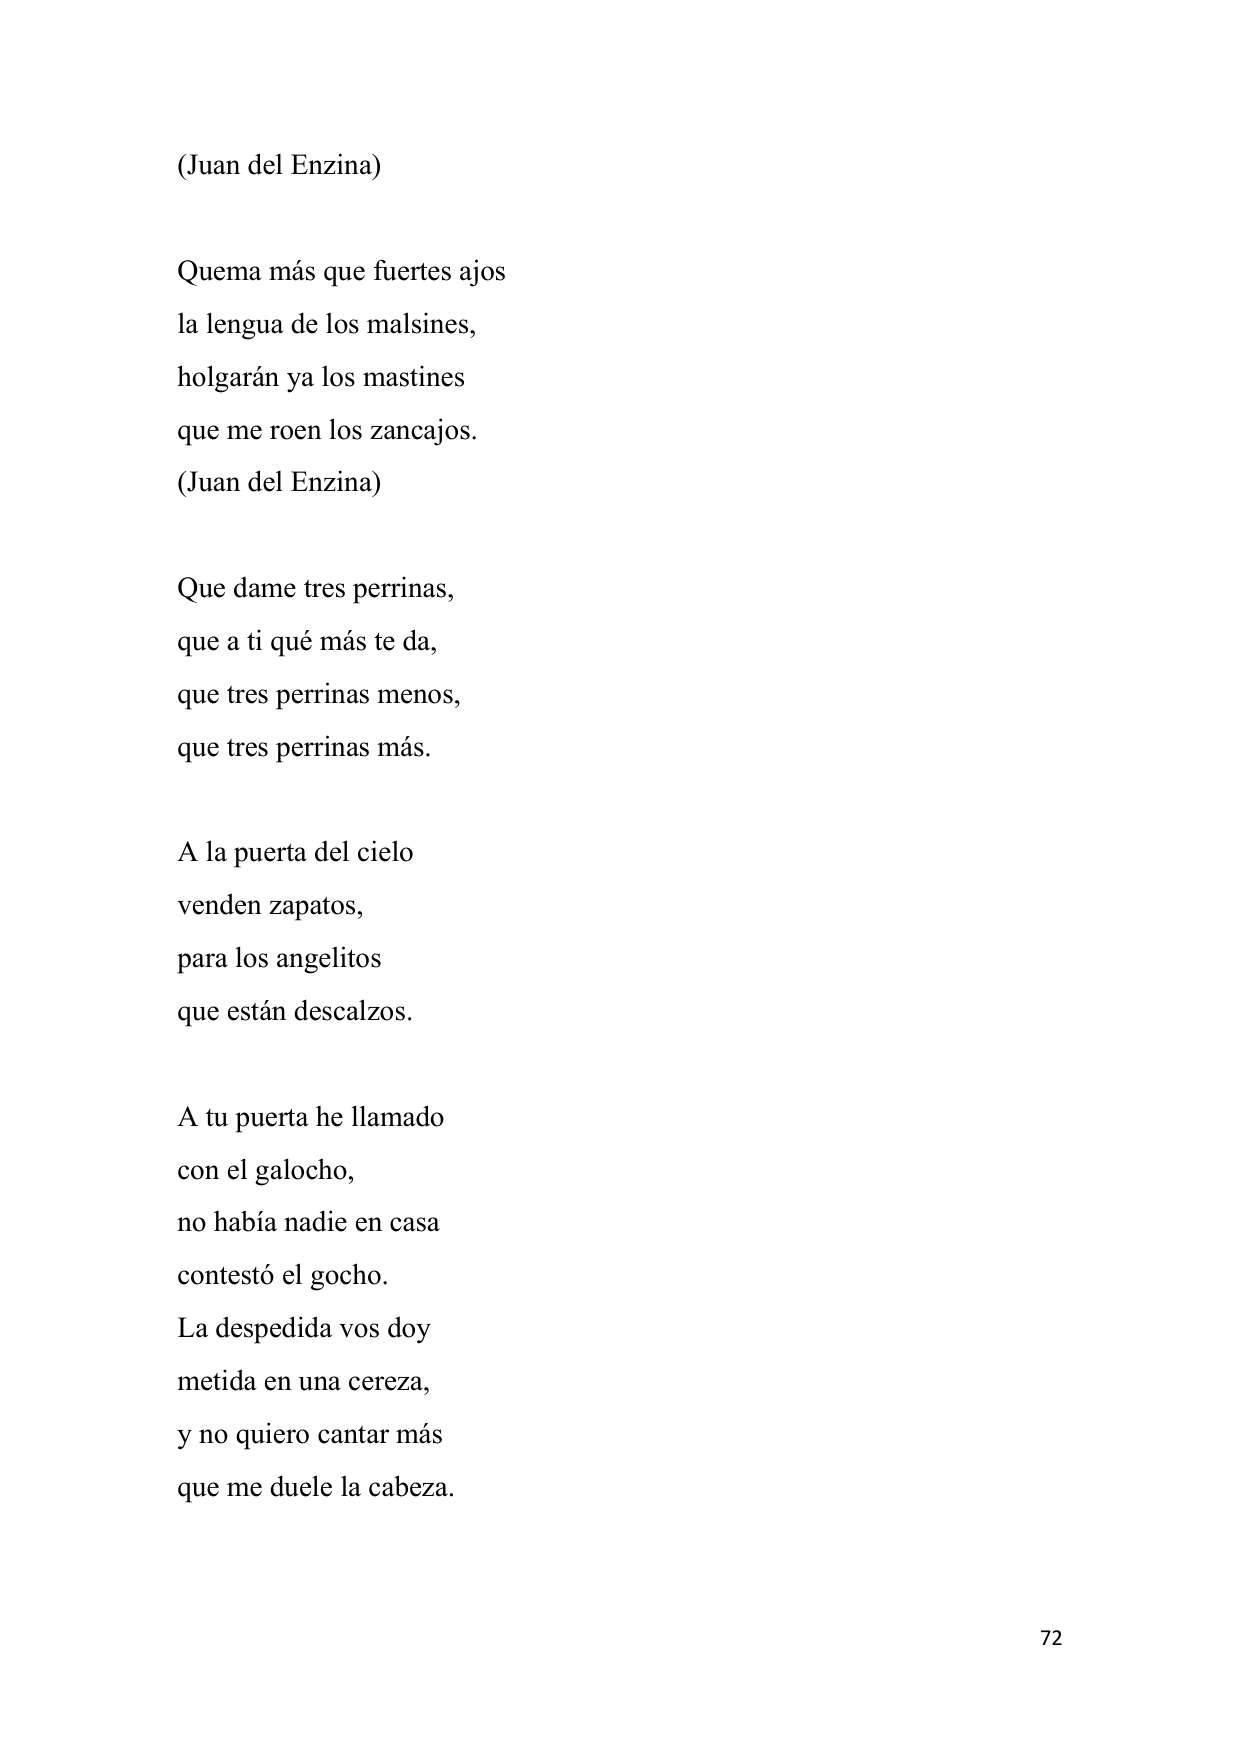 (Juan del Enzina)
Quema más que fuertes ajos
la lengua de los malsines,
holgarán ya los mastines
que me roen los zancajos.
(Juan del Enzina)
Que dame tres perrinas,
que a ti qué más te da,
que tres perrinas menos,
que tres perrinas más.
A la puerta del cielo
venden zapatos,
para los angelitos
que están descalzos.
A tu puerta he llamado
con el galocho,
no había nadie en casa
contestó el gocho.
La despedida vos doy
metida en una cereza,
y no quiero cantar más
que me duele la cabeza.
72